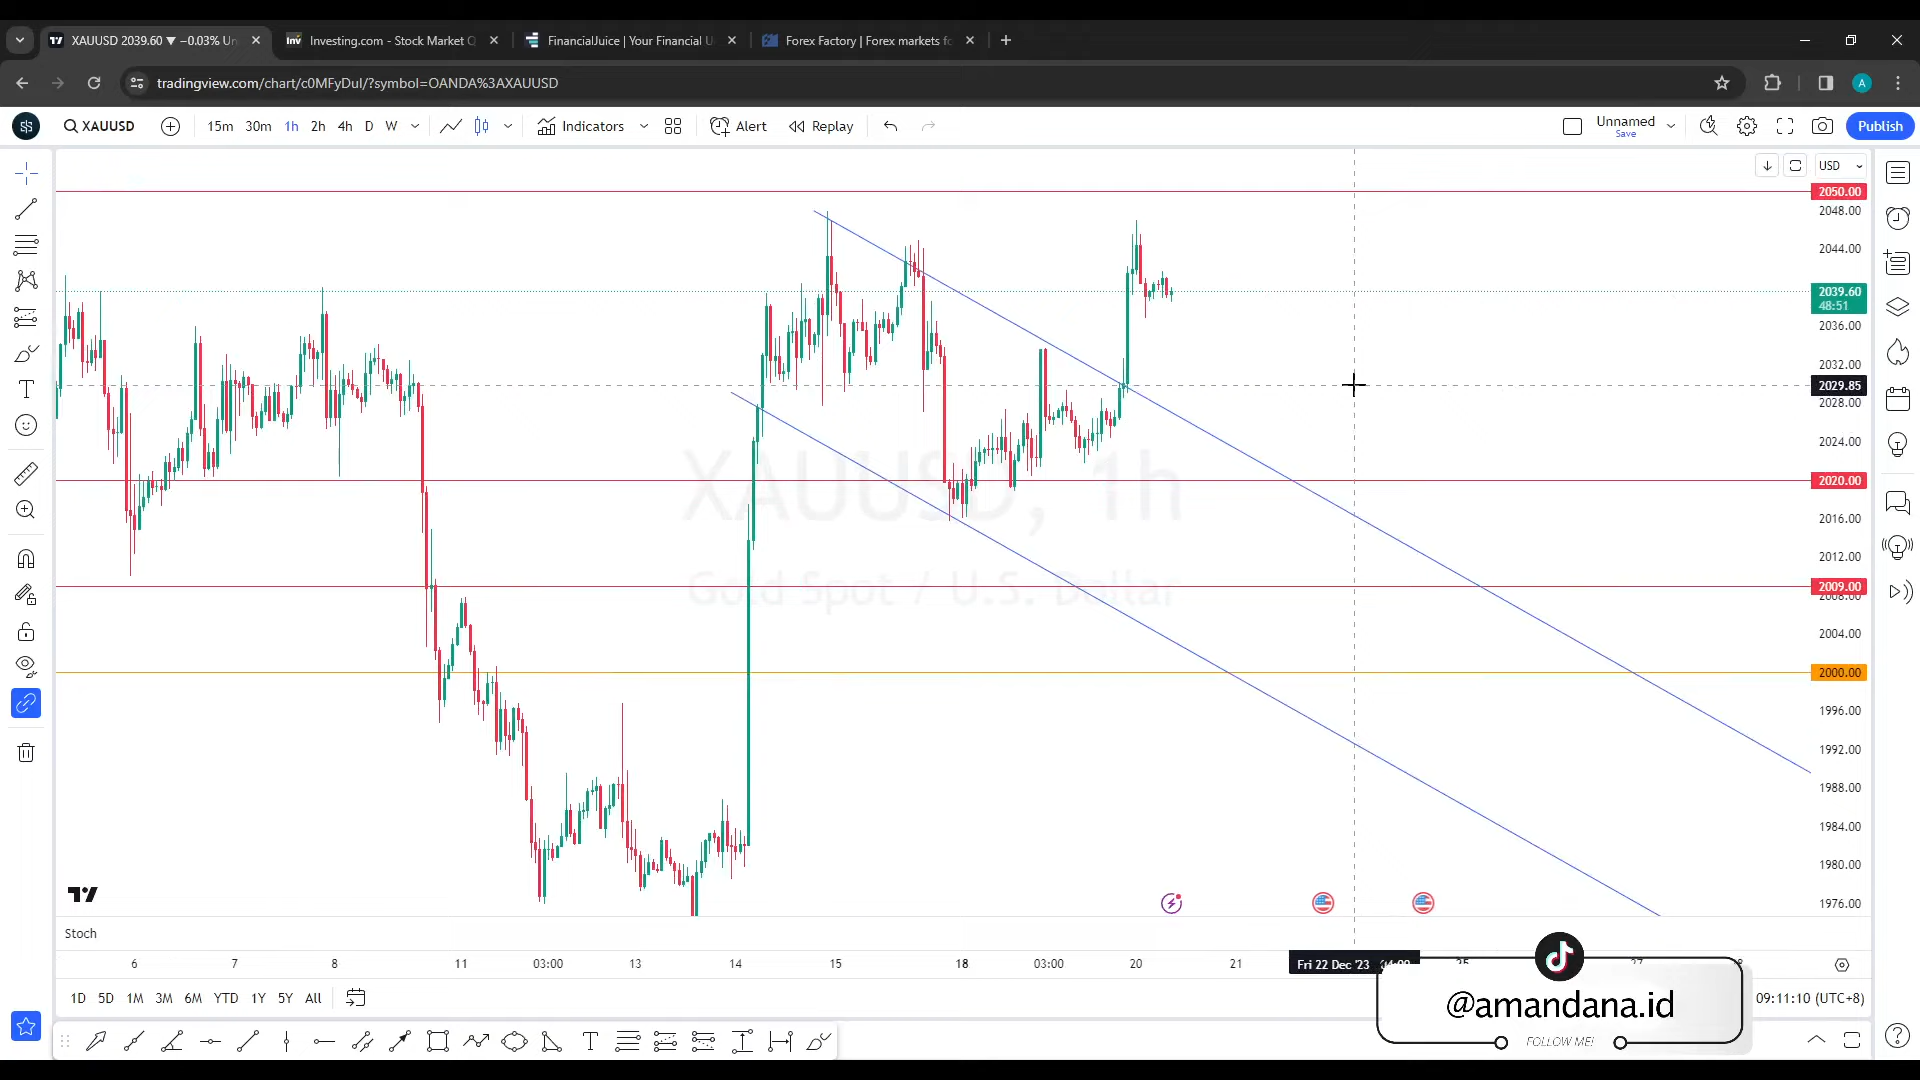 XAUUSD 2039.60 ▼ −0.03% Un
Investing.com - Stock Market Q
FinancialJuice | Your Financial U
Forex Factory | Forex markets fo
tradingview.com/chart/c0MFyDul/?symbol=OANDA%3AXAUUSD
A
XAUUSD
15m 30m 1h 2h 4h D W
Indicators
Alert
Replay
Unnamed
Save
Publish
USD
2050.00
2048.00
2044.00
2039.60
48:51
2036.00
2032.00
2029.85
2028.00
2024.00
2020.00
2016.00
2012.00
2009.00
2008.00
2004.00
2000.00
1996.00
1992.00
1988.00
1984.00
1980.00
1976.00
XAUUSD, 1h
Gold Spot / U.S. Dollar
Stoch
6 7 8 11 03:00 13 14 15 18 03:00 20 21
Fri 22 Dec '23
1D 5D 1M 3M 6M YTD 1Y 5Y All
09:11:10 (UTC+8)
@amandana.id
FOLLOW ME!